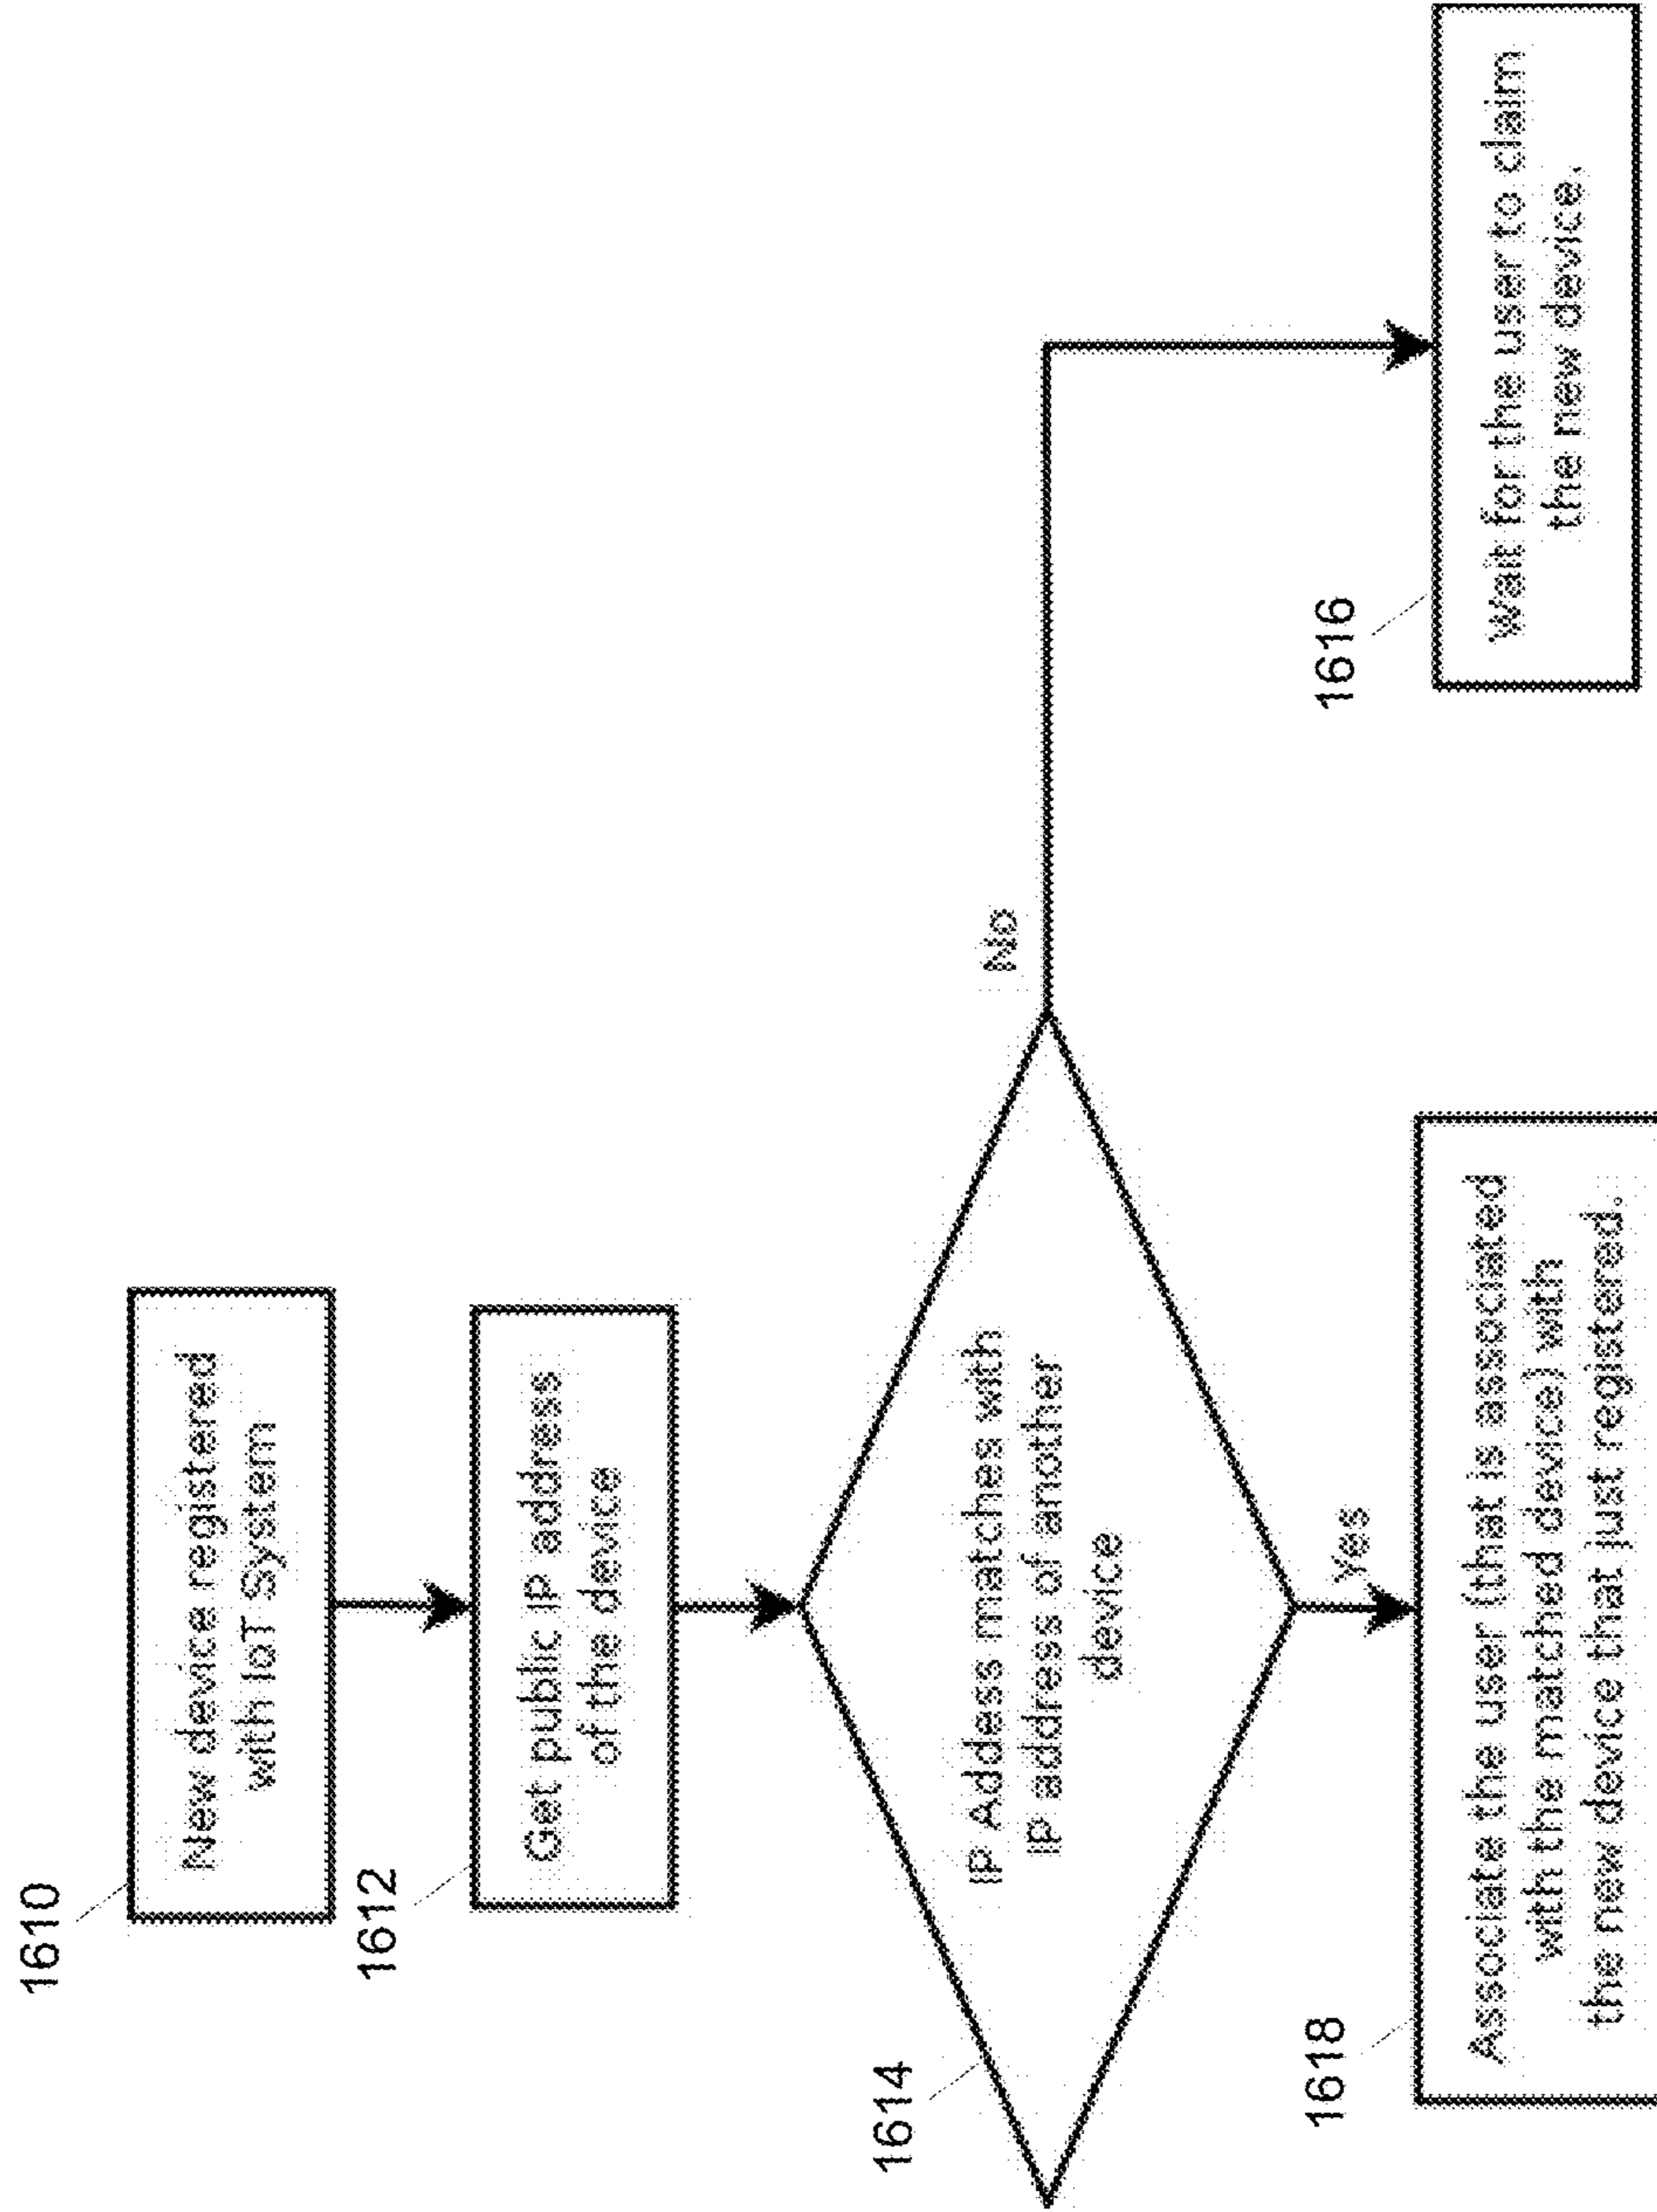 1610
New device registered
with IoT System
1612
Get public IP address
of the device
1614
IP Addess matches with
IP address of another
device
No
Yes
1616
Wait for the user to claim
the new device.
1618
Associate the user (that is associated
with the matched device) with
the new device that just registered.